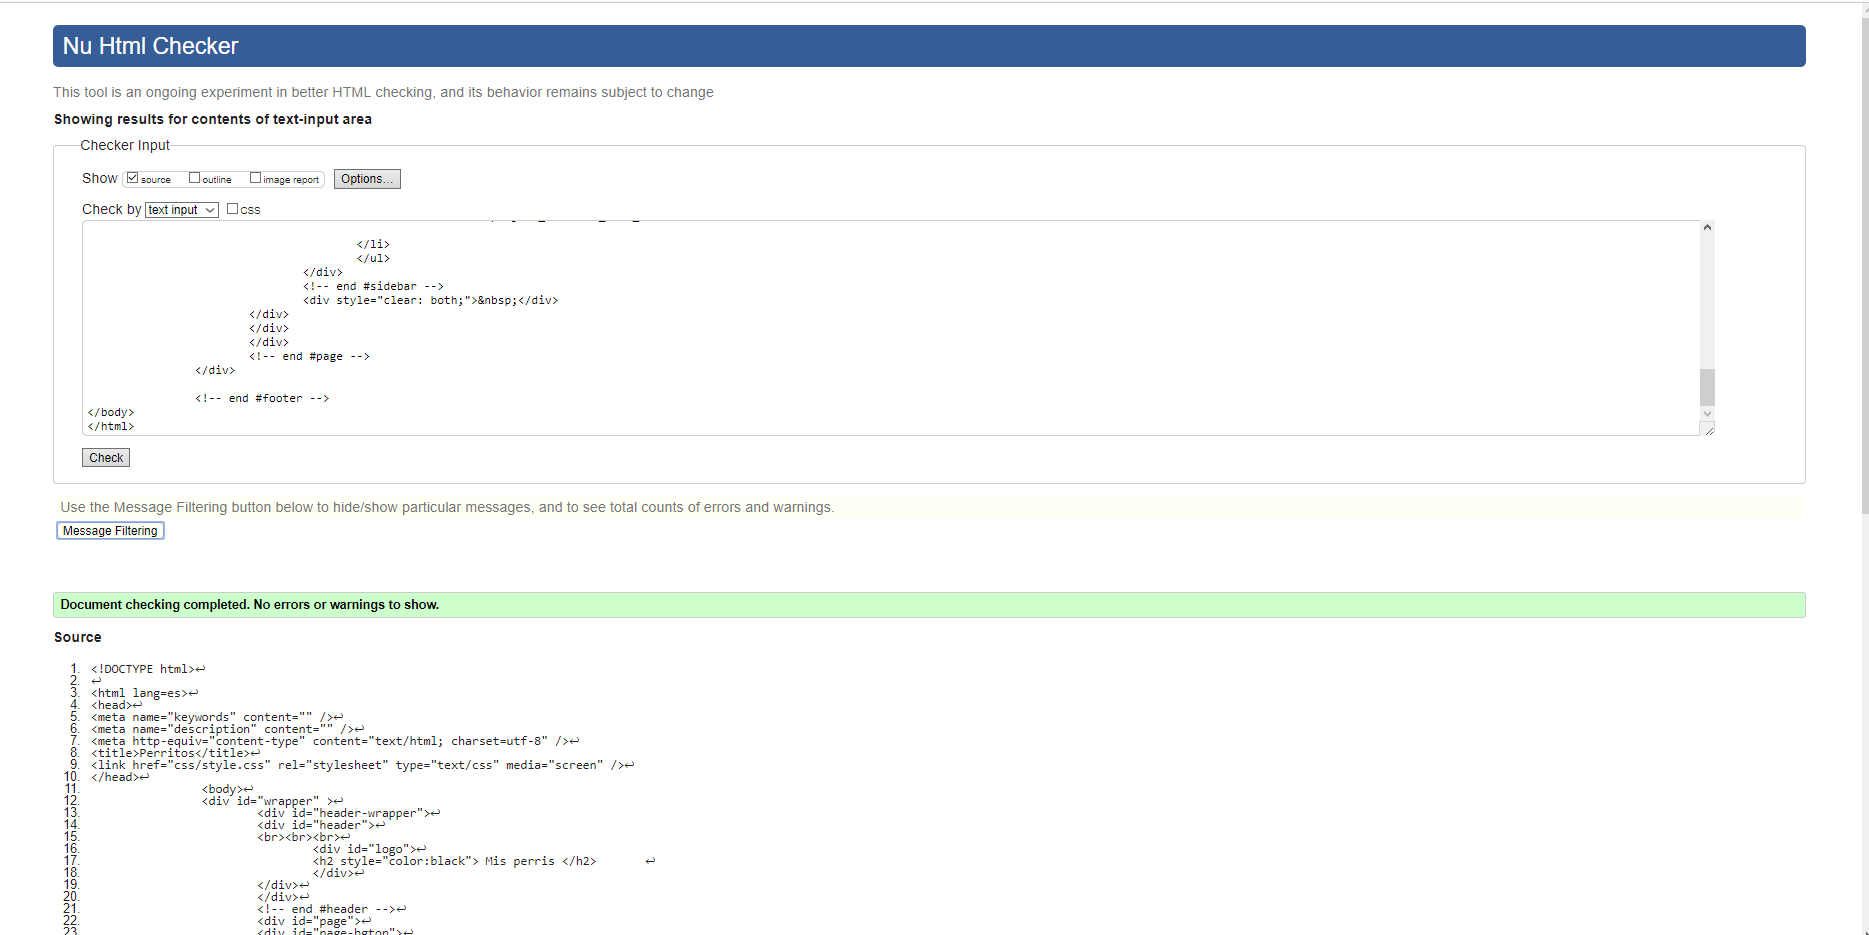 Nu Html Checker
This tool is an ongoing experiment in better HTML checking, and its behavior remains subject to change
Showing results for contents of text-input area
Checker Input
Show source outline image report Options...
Check by text input css
</li>
</ul>
</div>
<!-- end #sidebar -->
<div style="clear: both;">&nbsp;</div>
</div>
</div>
</div>
<!-- end #page -->
</div>
<!-- end #footer -->
</body>
</html>
Check
Use the Message Filtering button below to hide/show particular messages, and to see total counts of errors and warnings.
Message Filtering
Document checking completed. No errors or warnings to show.
Source
1. <!DOCTYPE html>↩
2. ↩
3. <html lang=es>↩
4. <head>↩
5. <meta name="keywords" content="" />↩
6. <meta name="description" content="" />↩
7. <meta http-equiv="content-type" content="text/html; charset=utf-8" />↩
8. <title>Perritos</title>↩
9. <link href="css/style.css" rel="stylesheet" type="text/css" media="screen" />↩
10. </head>↩
11. <body>↩
12. <div id="wrapper" >↩
13. <div id="header-wrapper">↩
14. <div id="header">↩
15. <br><br><br>↩
16. <div id="logo">↩
17. <h2 style="color:black"> Mis perris </h2> ↩
18. </div>↩
19. </div>↩
20. </div>↩
21. <!-- end #header -->↩
22. <div id="page">↩
23. <div id="page-bgtop">↩